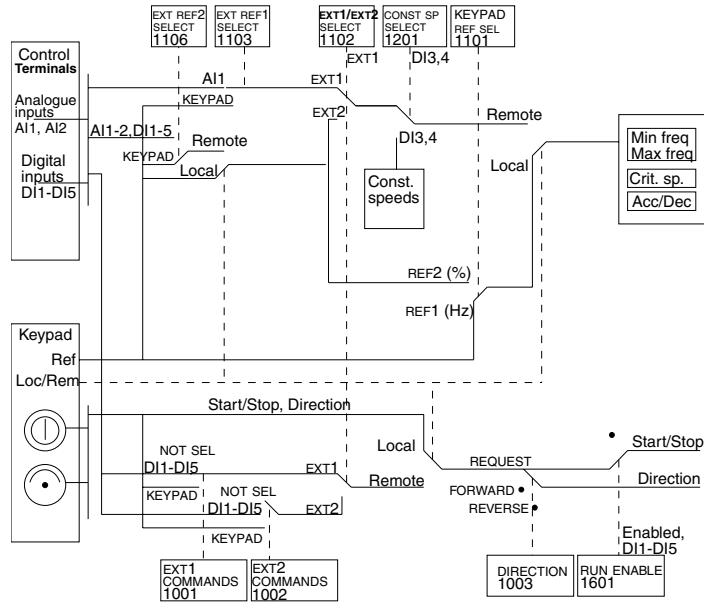 EXT REF2
SELECT
1106
EXT REF1
SELECT
1103
EXT1/EXT2
SELECT
1102
CONST SP
SELECT
1201
KEYPAD
REF SEL
1101
EXT1
DI3,4
Control
Terminals
Analogue
inputs
AI1, AI2
Digital
inputs
DI1-DI5
AI1
KEYPAD
EXT1
EXT2
AI1-2,DI1-5
KEYPAD
Remote
Local
DI3,4
Const.
speeds
Remote
Local
Min freq
Max freq
Crit. sp.
Acc/Dec
REF2 (%)
REF1 (Hz)
Keypad
Ref
Loc/Rem
Start/Stop, Direction
Local
NOT SEL
DI1-DI5
KEYPAD
EXT1
Remote
NOT SEL
DI1-DI5
KEYPAD
EXT2
REQUEST
Start/Stop
Direction
FORWARD
REVERSE
Enabled,
DI1-DI5
EXT1
COMMANDS
1001
EXT2
COMMANDS
1002
DIRECTION
1003
RUN ENABLE
1601